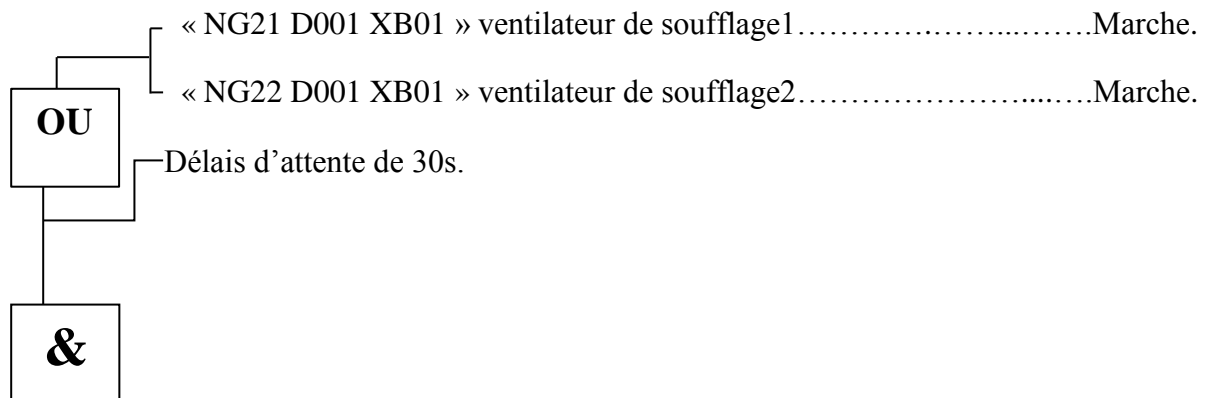 « NG21 D001 XB01 » ventilateur de soufflage1………….……...…….Marche.
« NG22 D001 XB01 » ventilateur de soufflage2…………………....….Marche.
OU
Délais d’attente de 30s.
&